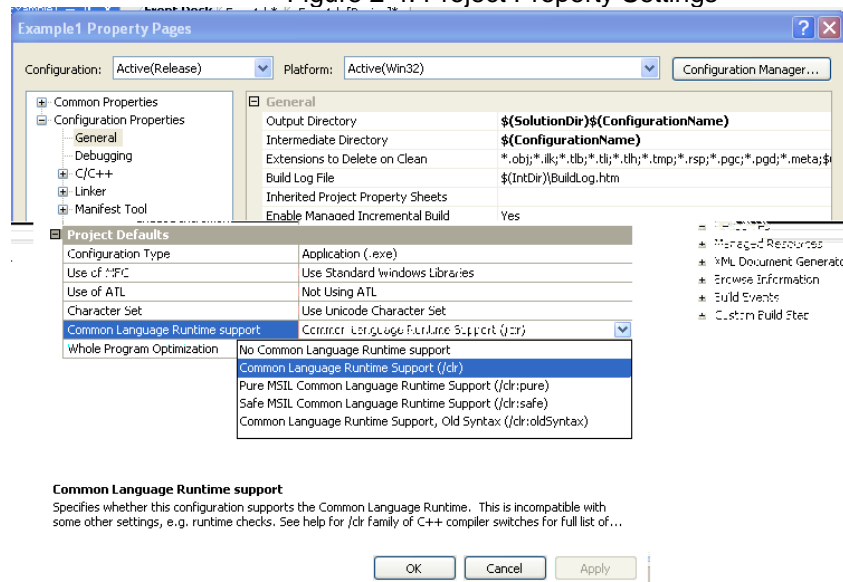 Front Deck
Figure 2-4. Project Property Settings
Example1 Property Pages
Configuration: Active(Release) Platform: Active(Win32) Configuration Manager...
Common Properties
Configuration Properties
General
Debugging
C/C++
Linker
Manifest Tool
General
Output Directory $(SolutionDir)$(ConfigurationName)
Intermediate Directory $(ConfigurationName)
Extensions to Delete on Clean *.obj;*.ilk;*.tlb;*.tli;*.tlh;*.tmp;*.rsp;*.pgc;*.pgd;*.meta;$(
Build Log File $(IntDir)\BuildLog.htm
Inherited Project Property Sheets
Enable Managed Incremental Build Yes
Managed Resources
XML Document Generato
Browse Information
Build Events
Custom Build Step
Project Defaults
Configuration Type Application (.exe)
Use of MFC Use Standard Windows Libraries
Use of ATL Not Using ATL
Character Set Use Unicode Character Set
Common Language Runtime support Common Language Runtime Support (/clr)
Whole Program Optimization
No Common Language Runtime support
Common Language Runtime Support (/clr)
Pure MSIL Common Language Runtime Support (/clr:pure)
Safe MSIL Common Language Runtime Support (/clr:safe)
Common Language Runtime Support, Old Syntax (/clr:oldSyntax)
Common Language Runtime support
Specifies whether this configuration supports the Common Language Runtime. This is incompatible with
some other settings, e.g. runtime checks. See help for /clr family of C++ compiler switches for full list of...
OK Cancel Apply